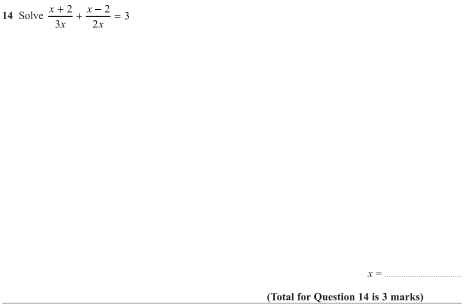 14 Solve (x + 2)/3x + (x − 2)/2x = 3
x = ........................................
(Total for Question 14 is 3 marks)